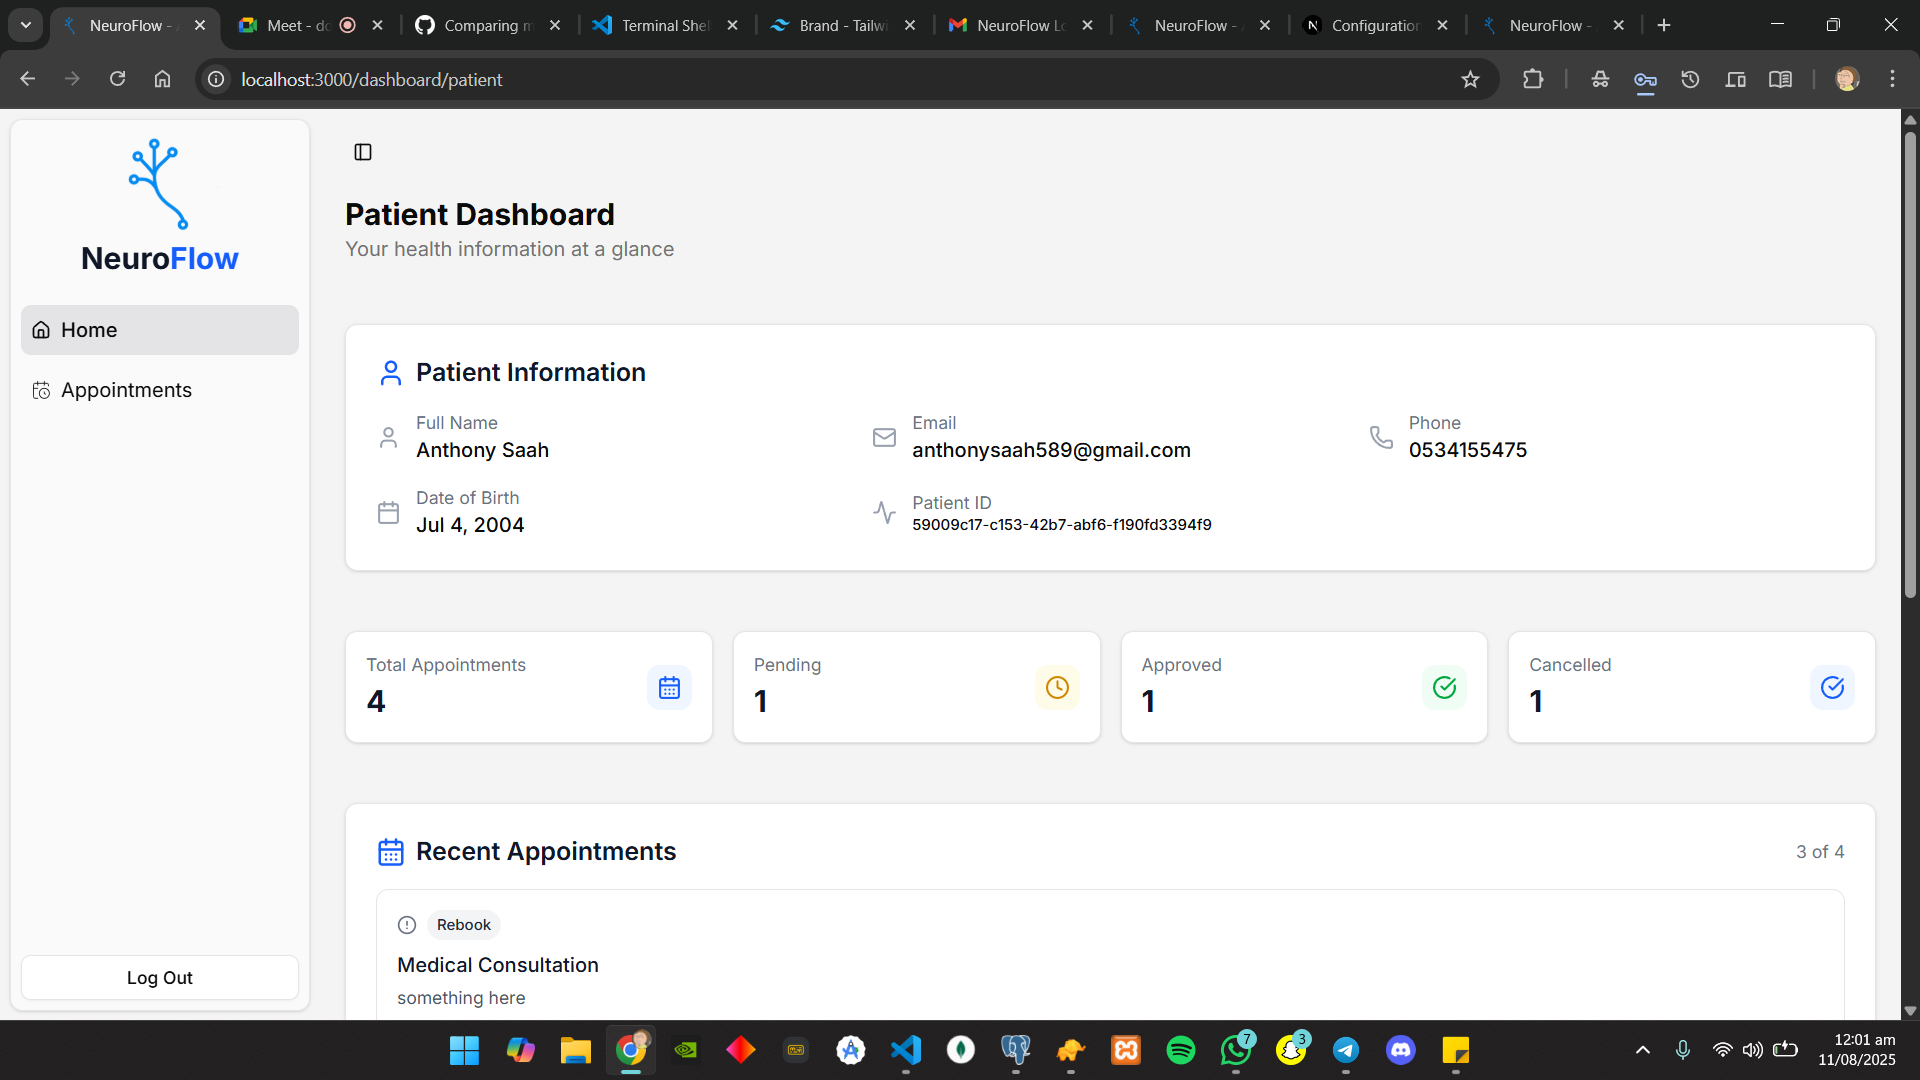 NeuroFlow -
Meet - do
Comparing m
Terminal Shel
Brand - Tailwi
NeuroFlow Lo
NeuroFlow -
Configuration
NeuroFlow -
localhost:3000/dashboard/patient
NeuroFlow
Home
Appointments
Log Out
Patient Dashboard
Your health information at a glance
Patient Information
Full Name
Anthony Saah
Email
anthonysaah589@gmail.com
Phone
0534155475
Date of Birth
Jul 4, 2004
Patient ID
59009c17-c153-42b7-abf6-f190fd3394f9
Total Appointments
4
Pending
1
Approved
1
Cancelled
1
Recent Appointments
3 of 4
Rebook
Medical Consultation
something here
7
3
12:01 am
11/08/2025